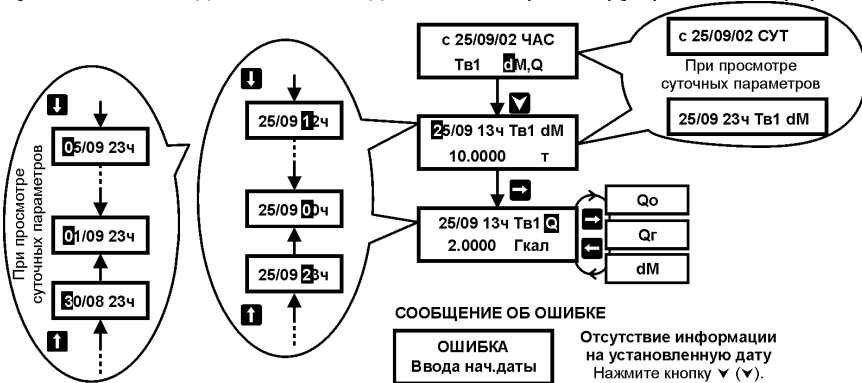 При просмотре
суточных параметров
05/09 23ч
01/09 23ч
30/08 23ч
25/09 12ч
25/09 00ч
25/09 23ч
с 25/09/02 ЧАС
Тв1 dM,Q
25/09 13ч Тв1 dM
10.0000 т
25/09 13ч Тв1 Q
2.0000 Гкал
с 25/09/02 СУТ
При просмотре
суточных параметров
25/09 23ч Тв1 dM
Qо
Qг
dM
СООБЩЕНИЕ ОБ ОШИБКЕ
ОШИБКА
Ввода нач.даты
Отсутствие информации
на установленную дату
Нажмите кнопку ⋎ (⋎).